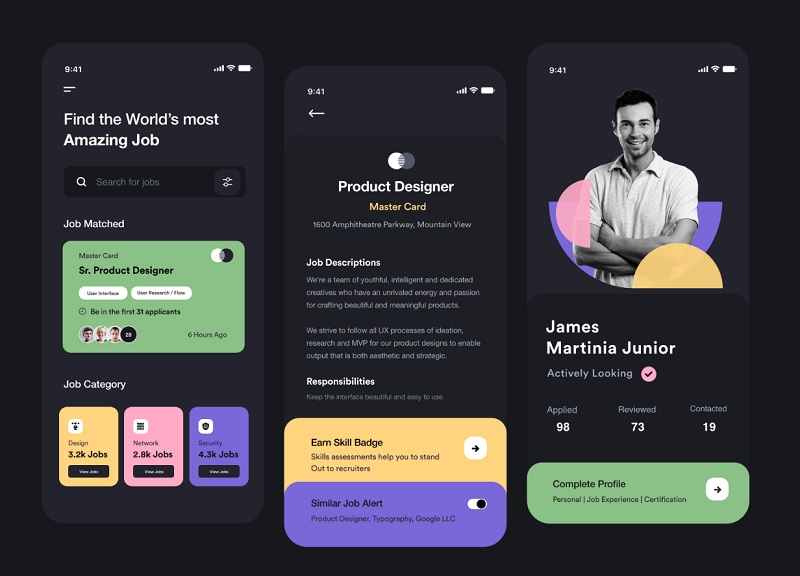 9:41
Find the World's most
Amazing Job
Search for jobs
Job Matched
Master Card
Sr. Product Designer
User Interface
User Research / Flow
Be in the first 31 applicants
28
6 Hours Ago
Job Category
Design
3.2k Jobs
View Jobs
Network
2.8k Jobs
View Jobs
Security
4.3k Jobs
View Jobs
9:41
Product Designer
Master Card
1600 Amphitheatre Parkway, Mountain View
Job Descriptions
We're a team of youthful, intelligent and dedicated
creatives who have an unrivaled energy and passion
for crafting beautiful and meaningful products.
We strive to follow all UX processes of ideation,
research and MVP for our product designs to enable
output that is both aesthetic and strategic.
Responsibilities
Keep the interface beautiful and easy to use.
Earn Skill Badge
Skills assessments help you to stand
Out to recruiters
Similar Job Alert
Product Designer, Typography, Google LLC
9:41
James
Martinia Junior
Actively Looking
Applied
98
Reviewed
73
Contacted
19
Complete Profile
Personal | Job Experience | Certification